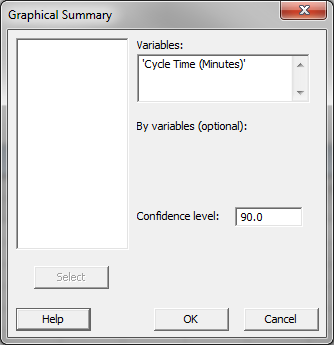 Graphical Summary
Variables:
'Cycle Time (Minutes)'
By variables (optional):
Confidence level: 90.0
Select
Help OK Cancel